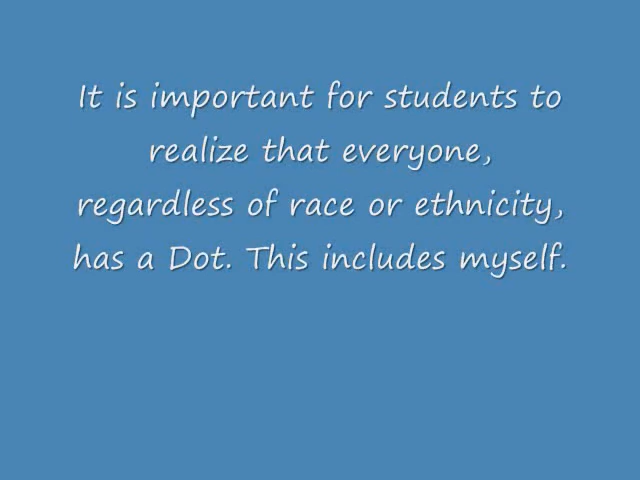 It is important for students to
realize that everyone,
regardless of race or ethnicity,
has a Dot. This includes myself.